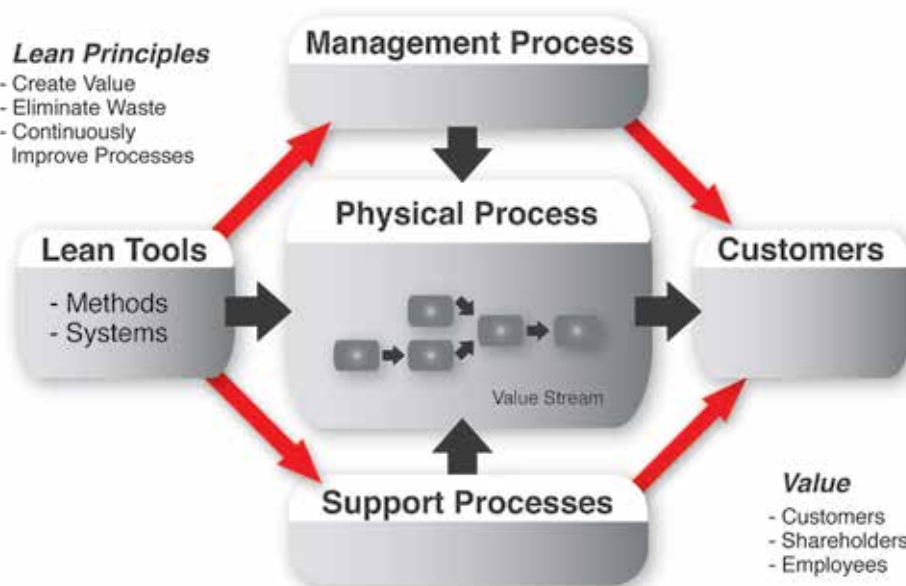 Management Process
Lean Principles
- Create Value
- Eliminate Waste
- Continuously
Improve Processes
Physical Process
Lean Tools
- Methods
- Systems
Customers
Value Stream
Support Processes
Value
- Customers
- Shareholders
- Employees